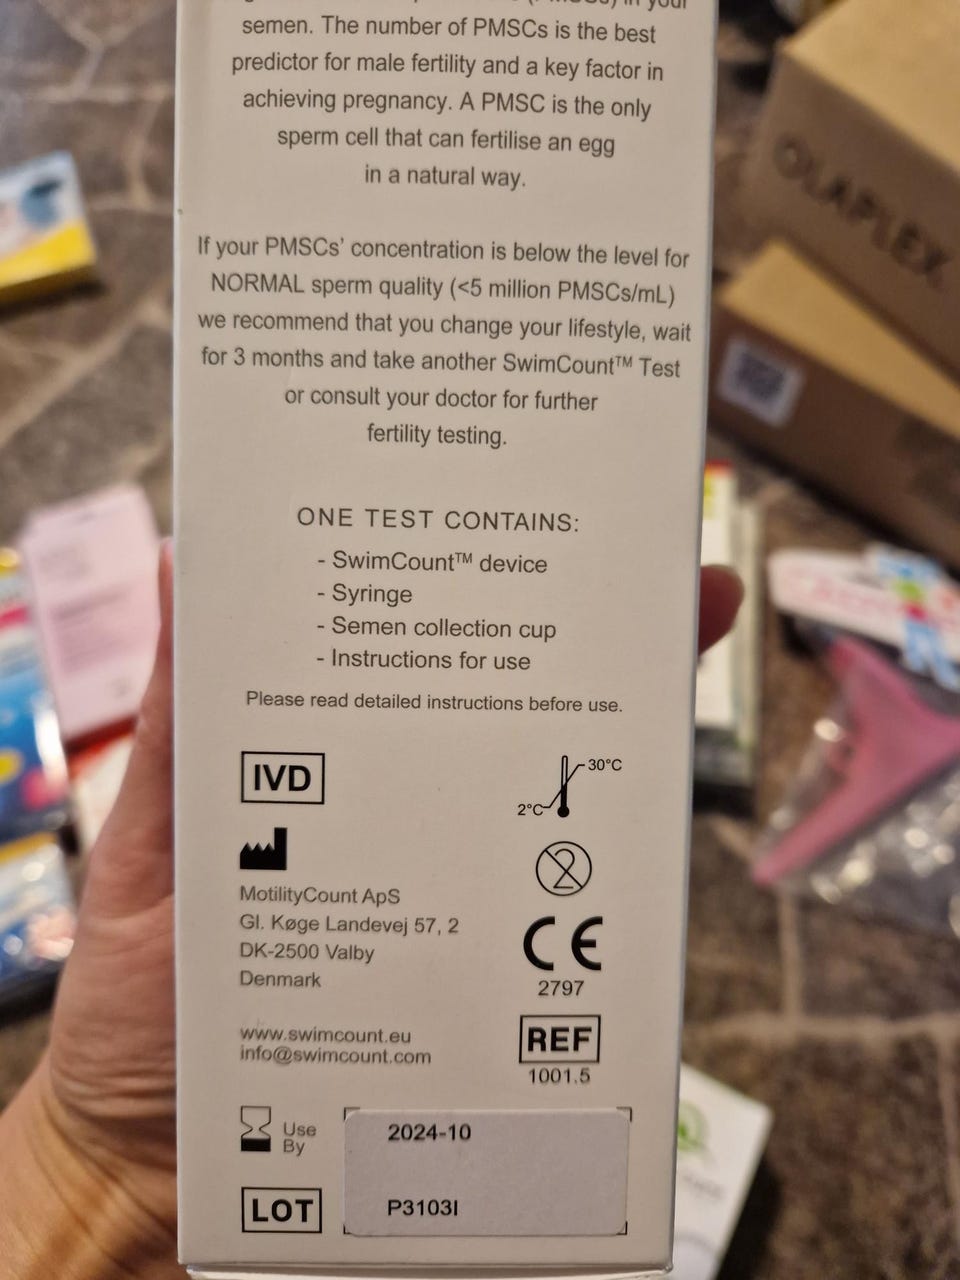 (PMSCs) in your
semen. The number of PMSCs is the best
predictor for male fertility and a key factor in
achieving pregnancy. A PMSC is the only
sperm cell that can fertilise an egg
in a natural way.
If your PMSCs’ concentration is below the level for
NORMAL sperm quality (<5 million PMSCs/mL)
we recommend that you change your lifestyle, wait
for 3 months and take another SwimCount™ Test
or consult your doctor for further
fertility testing.
ONE TEST CONTAINS:
- SwimCount™ device
- Syringe
- Semen collection cup
- Instructions for use
Please read detailed instructions before use.
IVD
30°C
2°C
2
MotilityCount ApS
Gl. Køge Landevej 57, 2
DK-2500 Valby
Denmark
CE
2797
www.swimcount.eu
info@swimcount.com
REF
1001.5
Use
By
2024-10
LOT
P3103I
OLAPLEX